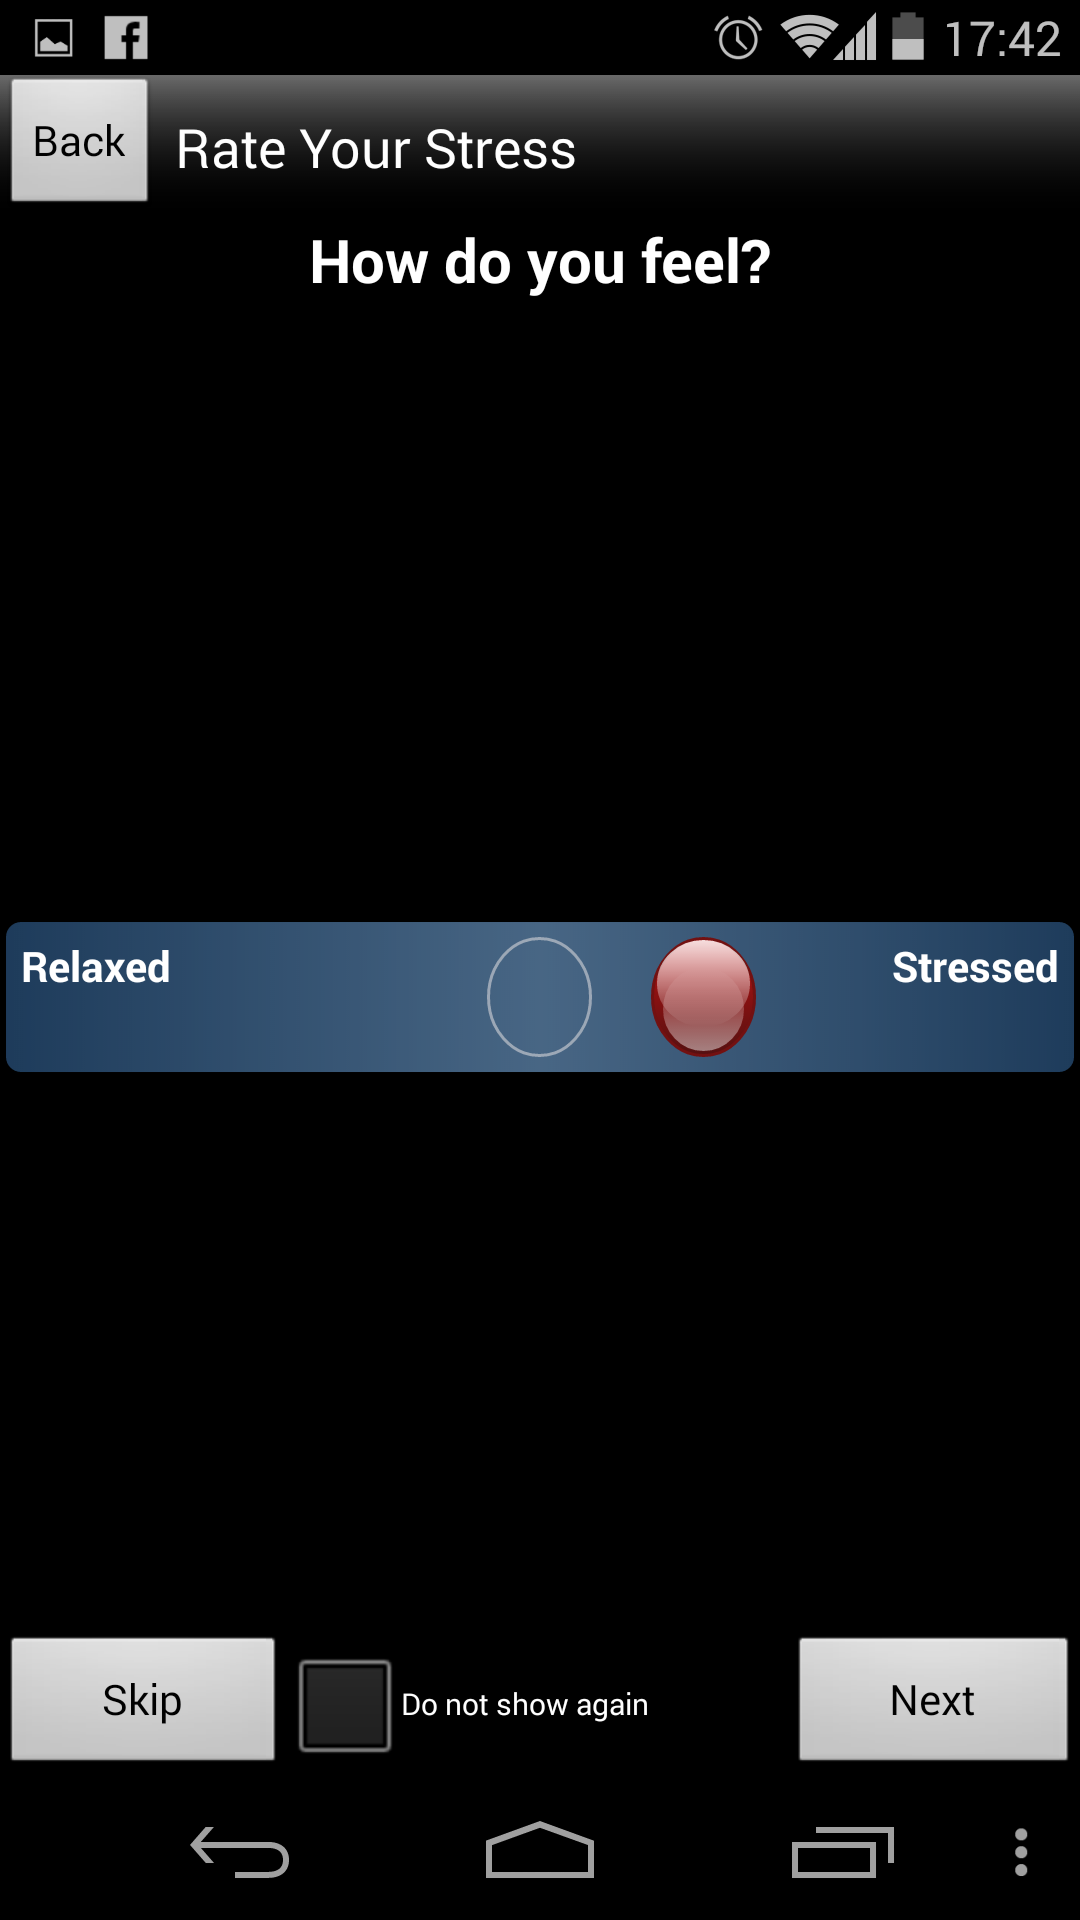 17:42
Back
Rate Your Stress
How do you feel?
Relaxed
Stressed
Skip
Do not show again
Next